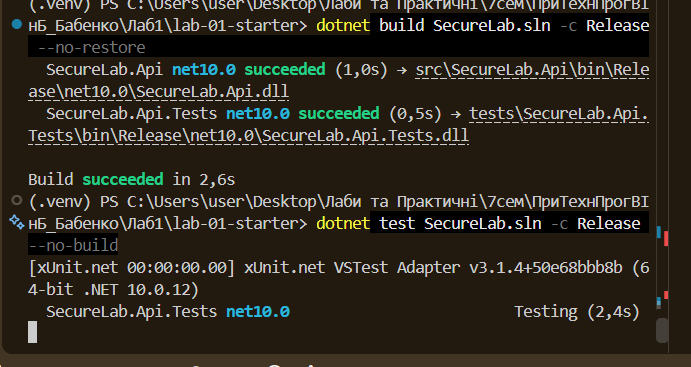 (.venv) PS C:\Users\user\Desktop\Лаби та Практичні\7сем\ПриТехнПрогВІ
нБ_Бабенко\Лаб1\lab-01-starter> dotnet build SecureLab.sln -c Release
 --no-restore
  SecureLab.Api net10.0 succeeded (1,0s) → src\SecureLab.Api\bin\Rele
ase\net10.0\SecureLab.Api.dll
  SecureLab.Api.Tests net10.0 succeeded (0,5s) → tests\SecureLab.Api.
Tests\bin\Release\net10.0\SecureLab.Api.Tests.dll

Build succeeded in 2,6s
(.venv) PS C:\Users\user\Desktop\Лаби та Практичні\7сем\ПриТехнПрогВІ
нБ_Бабенко\Лаб1\lab-01-starter> dotnet test SecureLab.sln -c Release
--no-build
[xUnit.net 00:00:00.00] xUnit.net VSTest Adapter v3.1.4+50e68bbb8b (6
4-bit .NET 10.0.12)
  SecureLab.Api.Tests net10.0                    Testing (2,4s)